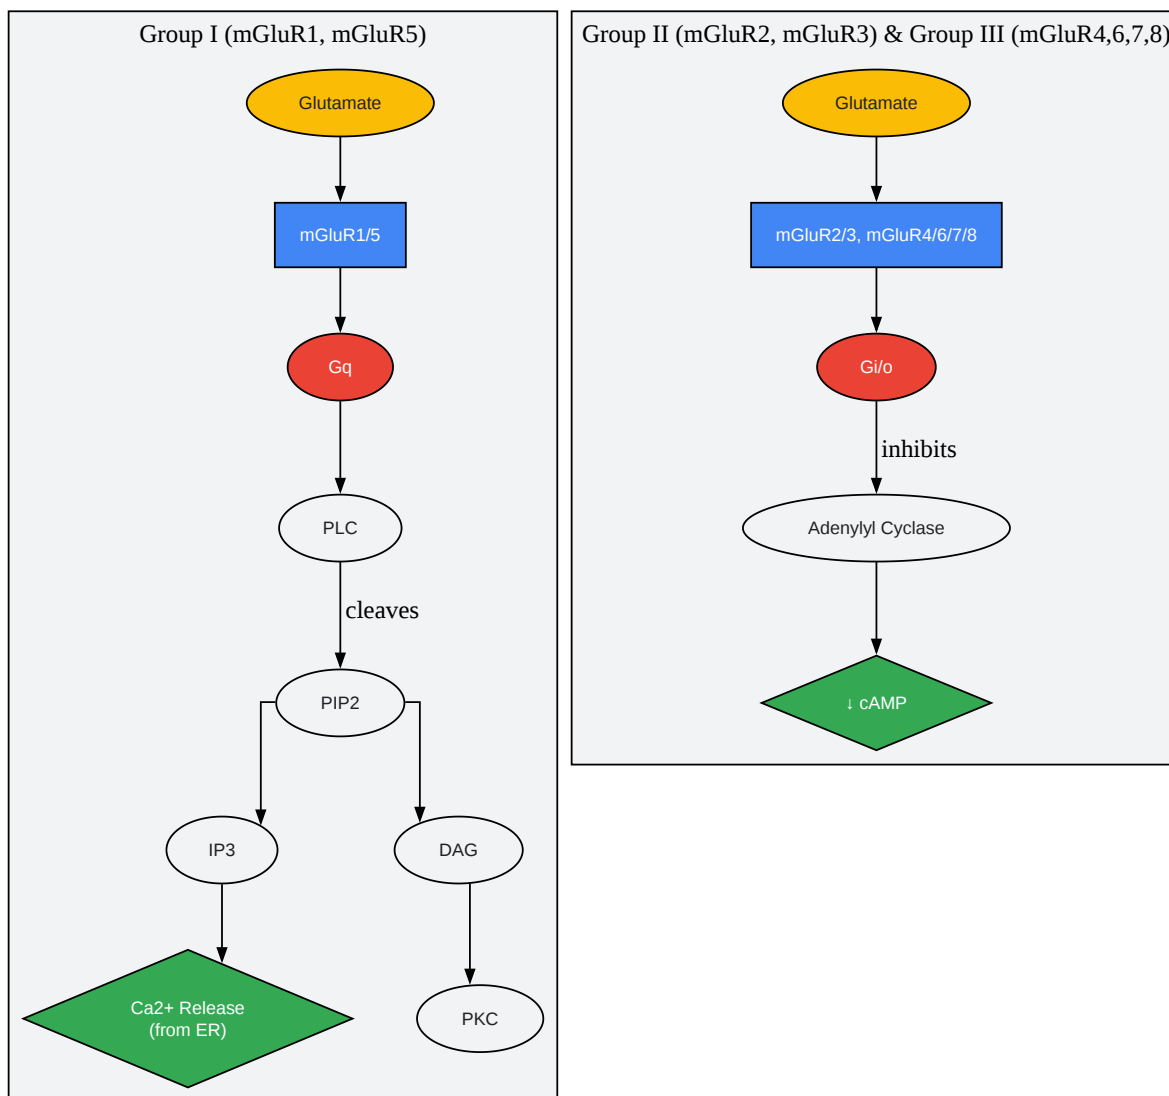 Group I (mGluR1, mGluR5)
Glutamate
mGluR1/5
Gq
PLC
cleaves
PIP2
IP3
DAG
Ca2+ Release
(from ER)
PKC
Group II (mGluR2, mGluR3) & Group III (mGluR4,6,7,8)
Glutamate
mGluR2/3, mGluR4/6/7/8
Gi/o
inhibits
Adenylyl Cyclase
↓ cAMP